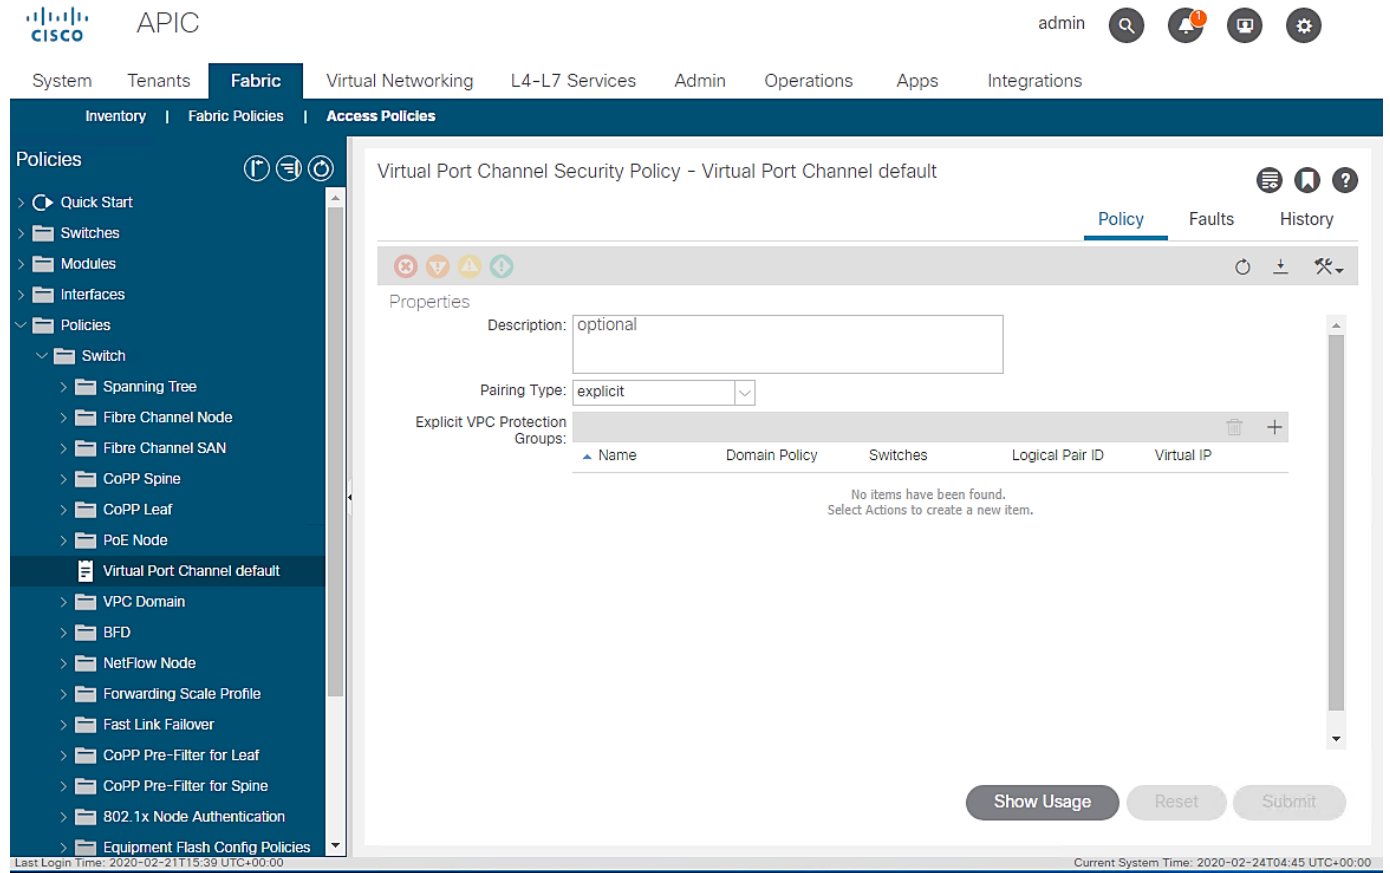 CISCO
APIC
admin
1
System Tenants Fabric Virtual Networking L4-L7 Services Admin Operations Apps Integrations
Inventory | Fabric Policies | Access Policies
Policies
Quick Start
Switches
Modules
Interfaces
Policies
Switch
Spanning Tree
Fibre Channel Node
Fibre Channel SAN
CoPP Spine
CoPP Leaf
PoE Node
Virtual Port Channel default
VPC Domain
BFD
NetFlow Node
Forwarding Scale Profile
Fast Link Failover
CoPP Pre-Filter for Leaf
CoPP Pre-Filter for Spine
802.1x Node Authentication
Equipment Flash Config Policies
Virtual Port Channel Security Policy - Virtual Port Channel default
Policy Faults History
Properties
Description: optional
Pairing Type: explicit
Explicit VPC Protection
Groups:
Name Domain Policy Switches Logical Pair ID Virtual IP
No items have been found.
Select Actions to create a new item.
Show Usage Reset Submit
Last Login Time: 2020-02-21T15:39 UTC+00:00
Current System Time: 2020-02-24T04:45 UTC+00:00